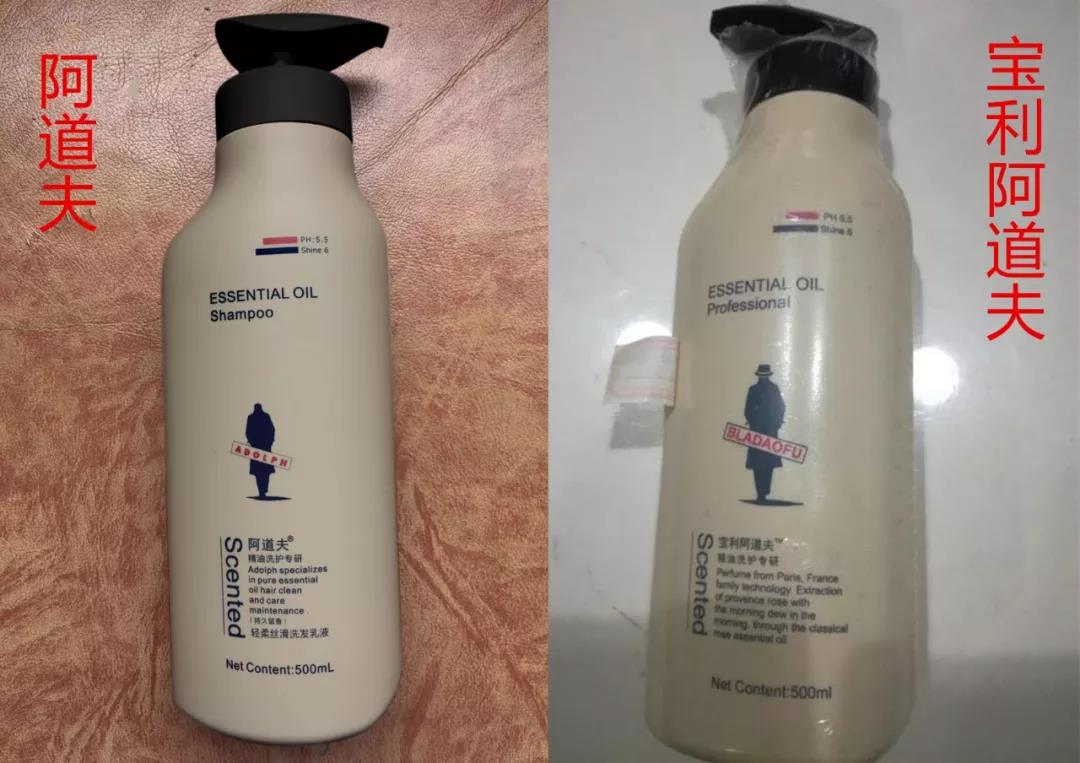 阿道夫
PH:5.5
Shine 6
ESSENTIAL OIL
Shampoo
ADOLPH
Scented
阿道夫®
精油洗护专研
Adolph specializes
in pure essential
oil hair clean
and care
maintenance .
(持久留香)
轻柔丝滑洗发乳液
Net Content:500mL
宝利阿道夫
PH 5.5
Shine 6
ESSENTIAL OIL
Professional
BLADAOFU
Scented
宝利阿道夫™
精油洗护专研
Perfume from Paris, France
family technology. Extraction
of provence rose with
the morning dew in the
morning, through the classical
rose essential oil
Net Content:500ml